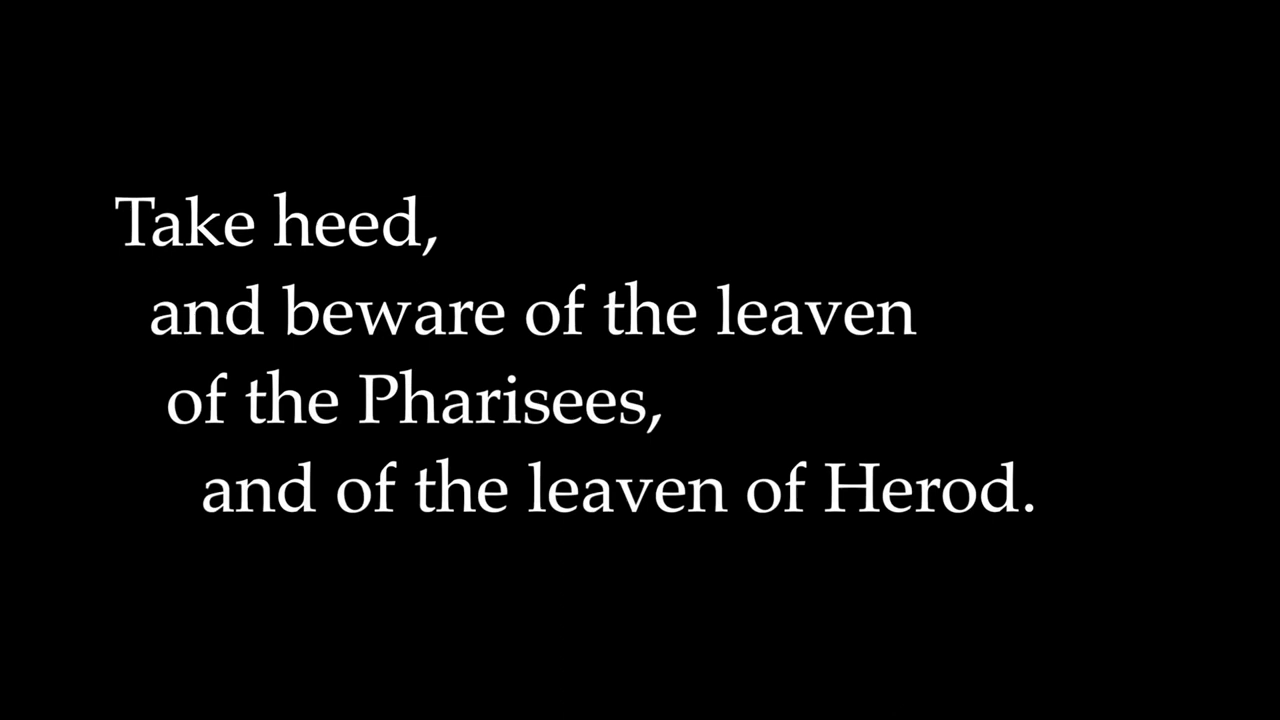 Take heed,
and beware of the leaven
of the Pharisees,
and of the leaven of Herod.